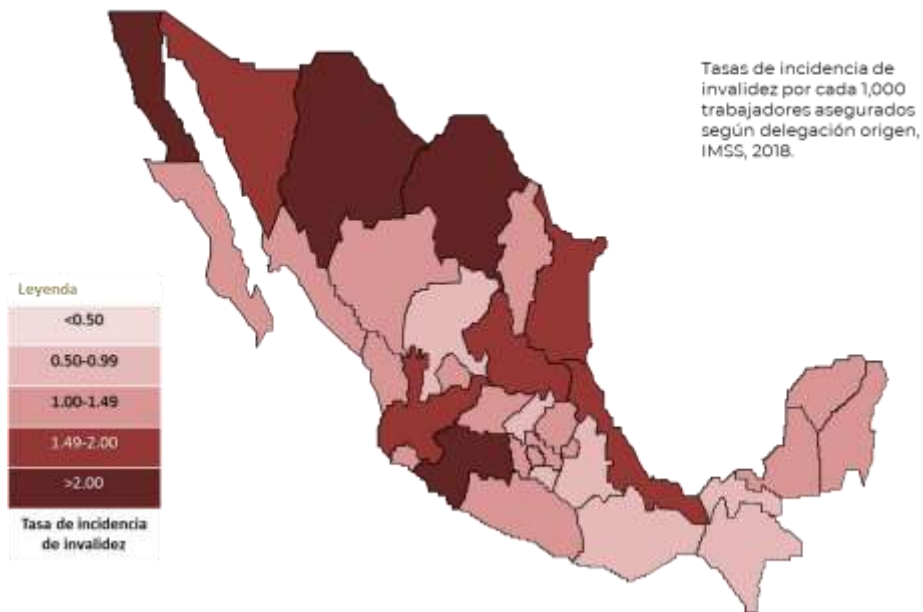 Tasas de incidencia de
invalidez por cada 1,000
trabajadores asegurados
según delegación origen,
IMSS, 2018.
Leyenda
<0.50
0.50-0.99
1.00-1.49
1.49-2.00
>2.00
Tasa de incidencia
de invalidez